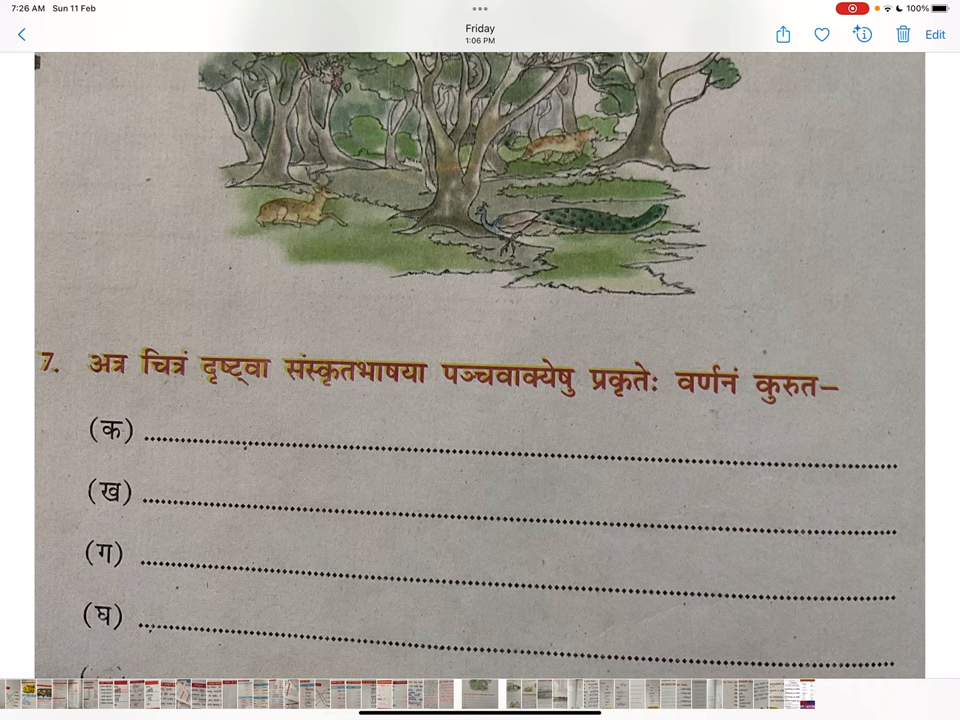 7:26 AM Sun 11 Feb
100%
Friday
1:06 PM
Edit
7. अत्र चित्रं दृष्ट्वा संस्कृतभाषया पञ्चवाक्येषु प्रकृतेः वर्णनं कुरुत–
(क)
(ख)
(ग)
(घ)